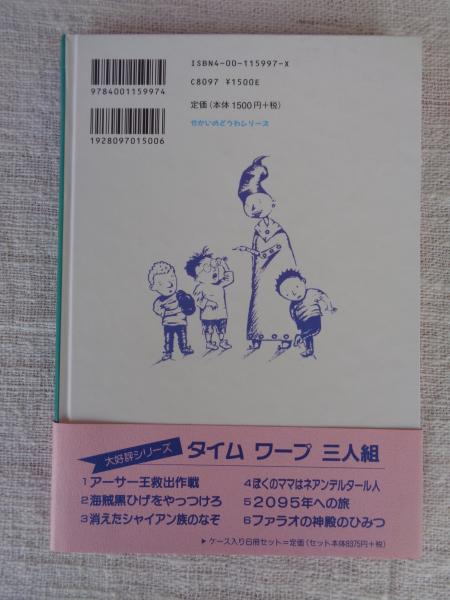 ISBN4-00-115997-X
C8097 ¥1500E
9784001159974
定価(本体1500円+税)
せかいのどうわシリーズ
1928097015006
大好評シリーズ タイム ワープ 三人組
1アーサー王救出作戦
2海賊黒ひげをやっつけろ
3消えたシャイアン族のなぞ
4ぼくのママはネアンデルタール人
52095年への旅
6ファラオの神殿のひみつ
▶ケース入り6冊セット=定価(セット本体9375円+税)